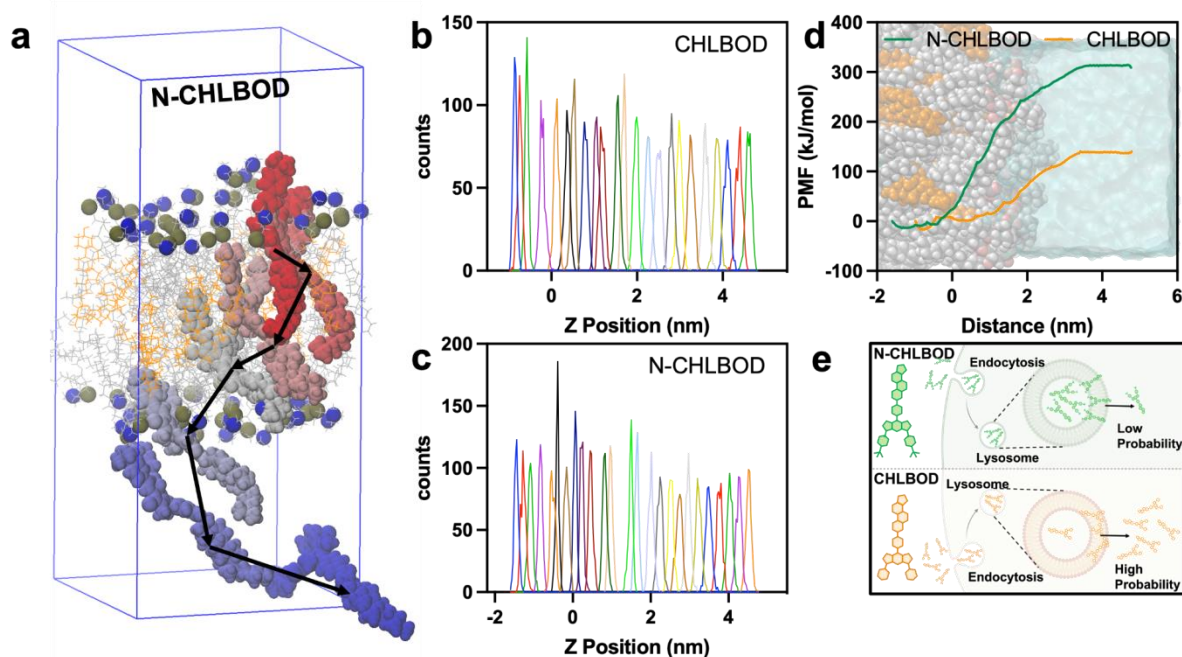 a
N-CHLBOD
b
CHLBOD
150
100
50
0
counts
0
2
4
Z Position (nm)
c
N-CHLBOD
200
150
100
50
0
counts
-2
0
2
4
Z Position (nm)
d
N-CHLBOD CHLBOD
400
300
200
100
0
-100
PMF (kJ/mol)
-2
0
2
4
6
Distance (nm)
e
N-CHLBOD
Endocytosis
Lysosome
Low
Probability
CHLBOD
Lysosome
Endocytosis
High
Probability